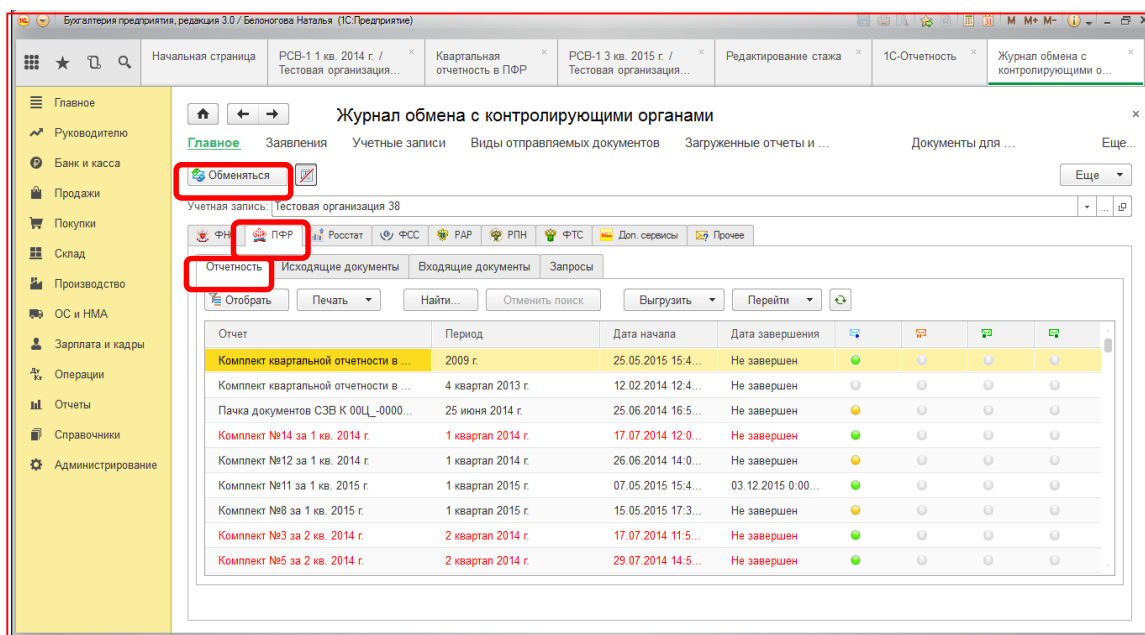 Бухгалтерия предприятия, редакция 3.0 / Белоногова Наталья (1С:Предприятие)
M M+ M-
Начальная страница
РСВ-1 1 кв. 2014 г. /
Тестовая организация...
Квартальная
отчетность в ПФР
РСВ-1 3 кв. 2015 г. /
Тестовая организация...
Редактирование стажа
1С-Отчетность
Журнал обмена с
контролирующими о...
Главное
Руководителю
Банк и касса
Продажи
Покупки
Склад
Производство
ОС и НМА
Зарплата и кадры
Операции
Отчеты
Справочники
Администрирование
Журнал обмена с контролирующими органами
Главное Заявления Учетные записи Виды отправляемых документов Загруженные отчеты и ... Документы для ... Еще...
Обменяться Еще
Учетная запись: Тестовая организация 38
ПФР Росстат ФСС РАР РПН ФТС Доп. сервисы Прочее
Отчетность Исходящие документы Входящие документы Запросы
Отобрать Печать Найти... Отменить поиск Выгрузить Перейти
Отчет Период Дата начала Дата завершения
Комплект квартальной отчетности в ... 2009 г. 25.05.2015 15:4... Не завершен
Комплект квартальной отчетности в ... 4 квартал 2013 г. 12.02.2014 12:4... Не завершен
Пачка документов СЗВ К 00Ц_-0000... 25 июня 2014 г. 25.06.2014 16:5... Не завершен
Комплект №14 за 1 кв. 2014 г. 1 квартал 2014 г. 17.07.2014 12:0... Не завершен
Комплект №12 за 1 кв. 2014 г. 1 квартал 2014 г. 26.06.2014 14:0... Не завершен
Комплект №11 за 1 кв. 2015 г. 1 квартал 2015 г. 07.05.2015 15:4... 03.12.2015 0:00...
Комплект №8 за 1 кв. 2015 г. 1 квартал 2015 г. 15.05.2015 17:3... Не завершен
Комплект №3 за 2 кв. 2014 г. 2 квартал 2014 г. 17.07.2014 11:5... Не завершен
Комплект №5 за 2 кв. 2014 г. 2 квартал 2014 г. 29.07.2014 14:5... Не завершен